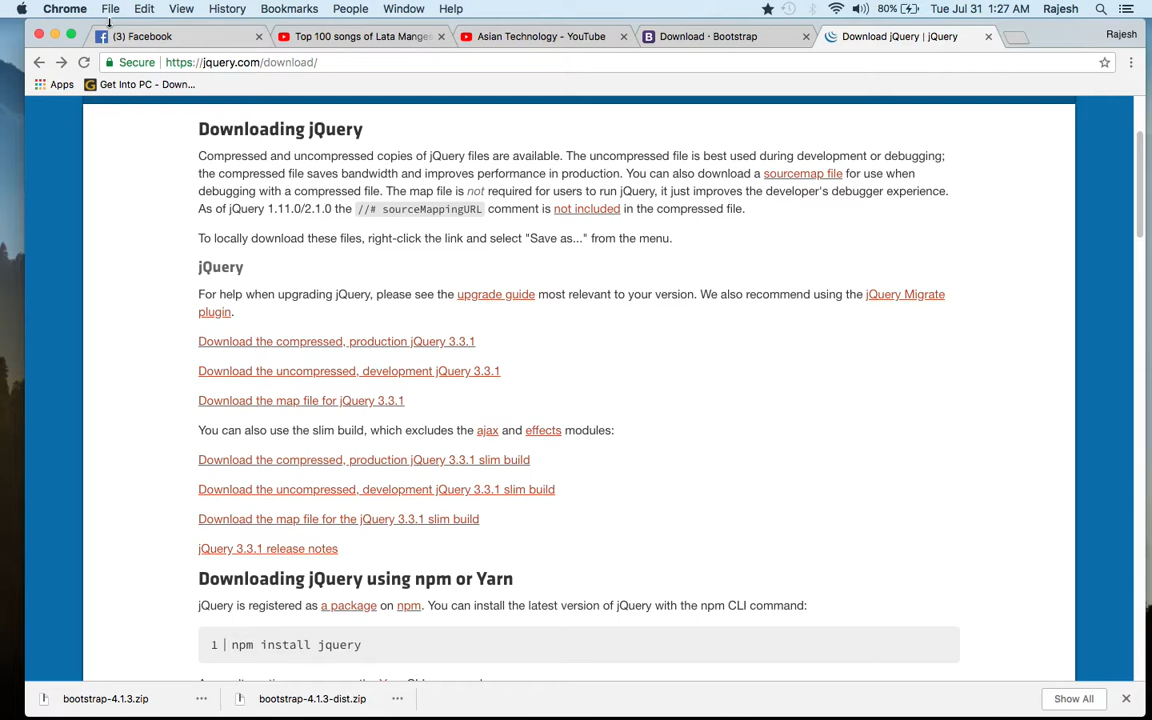 Chrome File Edit View History Bookmarks People Window Help 80% Tue Jul 31 1:27 AM Rajesh
(3) Facebook Top 100 songs of Lata Manges Asian Technology - YouTube Download · Bootstrap Download jQuery | jQuery Rajesh
Secure | https://jquery.com/download/
Apps Get Into PC - Down...
Downloading jQuery
Compressed and uncompressed copies of jQuery files are available. The uncompressed file is best used during development or debugging;
the compressed file saves bandwidth and improves performance in production. You can also download a sourcemap file for use when
debugging with a compressed file. The map file is not required for users to run jQuery, it just improves the developer's debugger experience.
As of jQuery 1.11.0/2.1.0 the //# sourceMappingURL comment is not included in the compressed file.
To locally download these files, right-click the link and select "Save as..." from the menu.
jQuery
For help when upgrading jQuery, please see the upgrade guide most relevant to your version. We also recommend using the jQuery Migrate
plugin.
Download the compressed, production jQuery 3.3.1
Download the uncompressed, development jQuery 3.3.1
Download the map file for jQuery 3.3.1
You can also use the slim build, which excludes the ajax and effects modules:
Download the compressed, production jQuery 3.3.1 slim build
Download the uncompressed, development jQuery 3.3.1 slim build
Download the map file for the jQuery 3.3.1 slim build
jQuery 3.3.1 release notes
Downloading jQuery using npm or Yarn
jQuery is registered as a package on npm. You can install the latest version of jQuery with the npm CLI command:
1 npm install jquery
bootstrap-4.1.3.zip bootstrap-4.1.3-dist.zip Show All